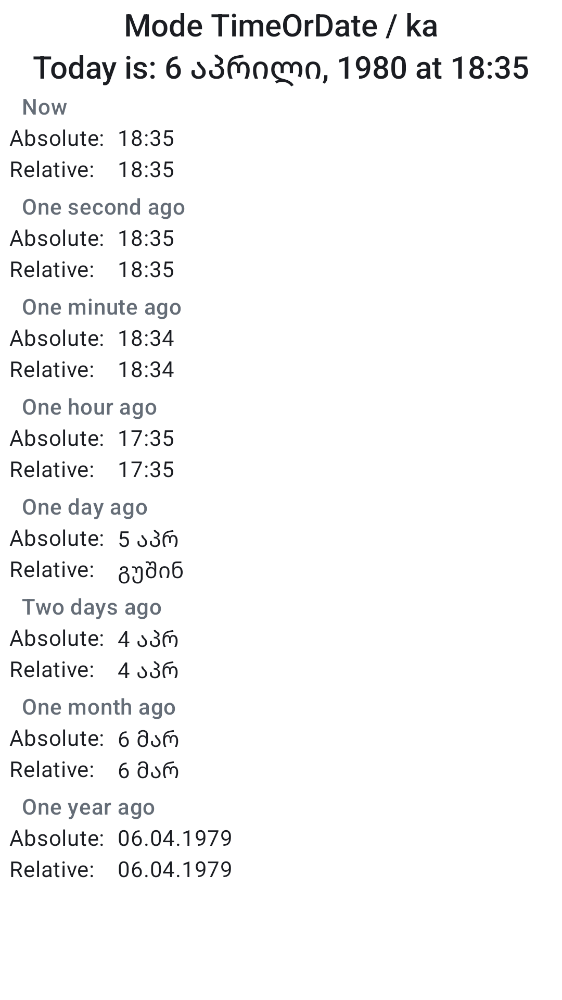 Mode TimeOrDate / ka
Today is: 6 აპრილი, 1980 at 18:35
Now
Absolute: 18:35
Relative: 18:35
One second ago
Absolute: 18:35
Relative: 18:35
One minute ago
Absolute: 18:34
Relative: 18:34
One hour ago
Absolute: 17:35
Relative: 17:35
One day ago
Absolute: 5 აპრ
Relative: გუშინ
Two days ago
Absolute: 4 აპრ
Relative: 4 აპრ
One month ago
Absolute: 6 მარ
Relative: 6 მარ
One year ago
Absolute: 06.04.1979
Relative: 06.04.1979